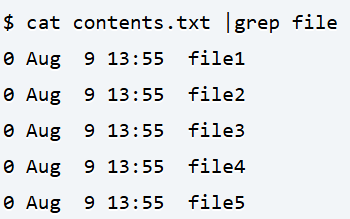 $ cat contents.txt |grep file
0 Aug  9 13:55  file1
0 Aug  9 13:55  file2
0 Aug  9 13:55  file3
0 Aug  9 13:55  file4
0 Aug  9 13:55  file5